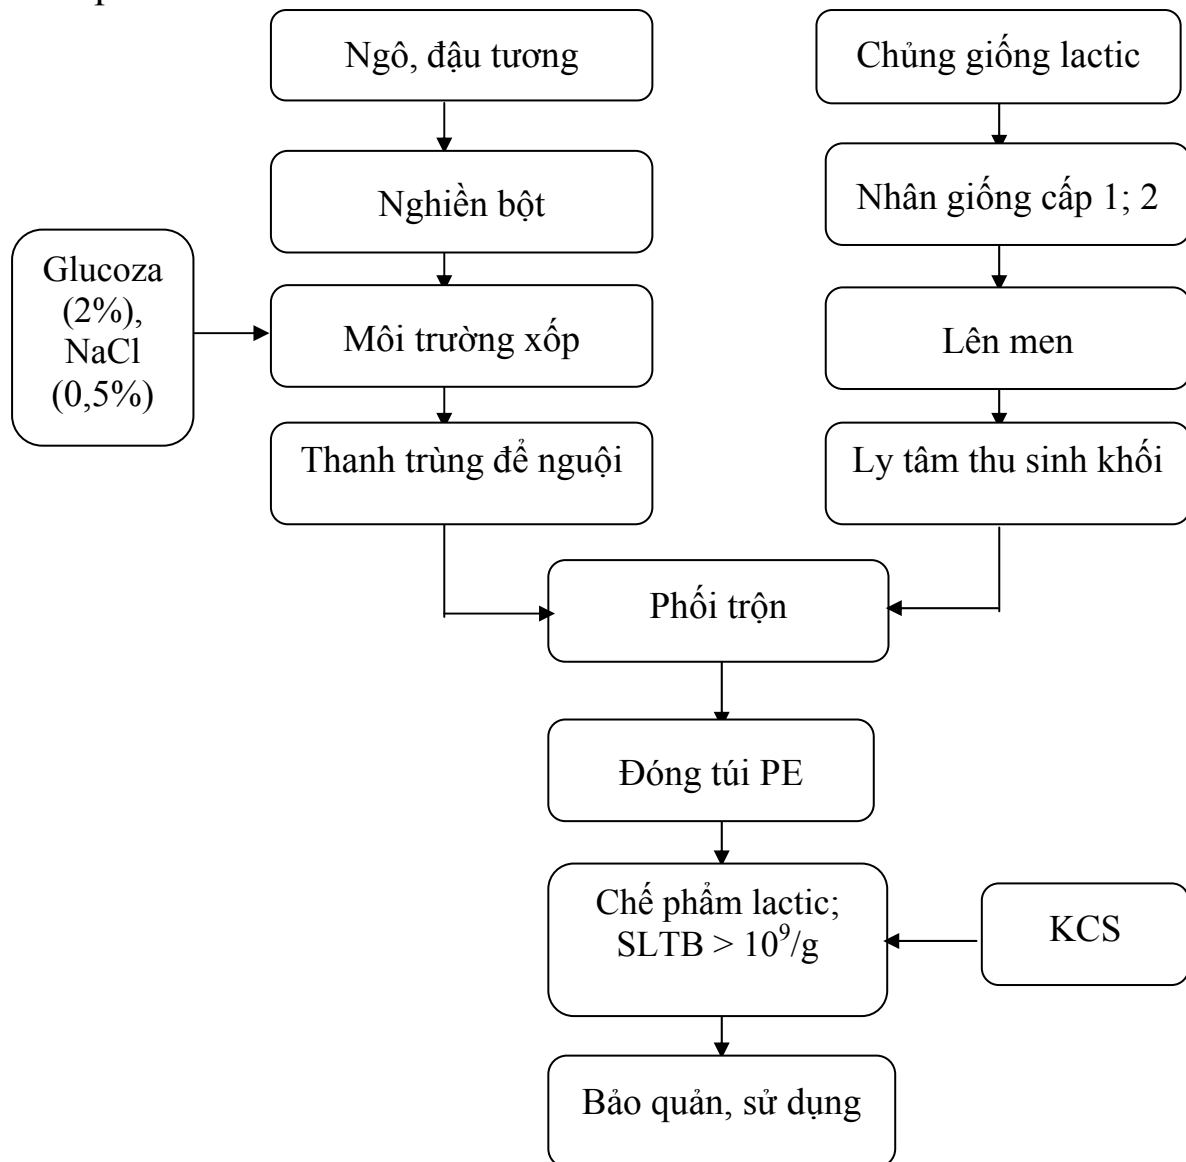 Ngô, đậu tương
Chủng giống lactic
Nghiền bột
Nhân giống cấp 1; 2
Glucoza
(2%),
NaCl
(0,5%)
Môi trường xốp
Lên men
Thanh trùng để nguội
Ly tâm thu sinh khối
Phối trộn
Đóng túi PE
Chế phẩm lactic;
SLTB > 10⁹/g
KCS
Bảo quản, sử dụng